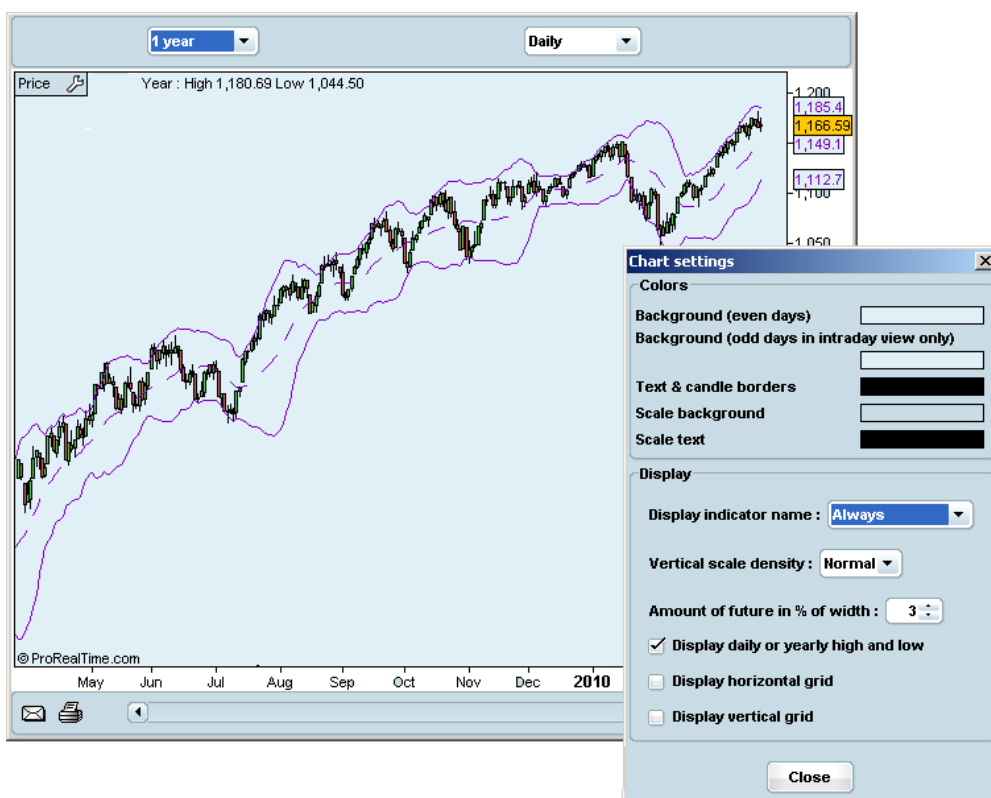 1 year
Daily
Price
Year : High 1,180.69 Low 1,044.50
1,200
1,185.4
1,166.59
1,149.1
1,112.7
1,100
1,050
© ProRealTime.com
May Jun Jul Aug Sep Oct Nov Dec 2010
Chart settings
Colors
Background (even days)
Background (odd days in intraday view only)
Text & candle borders
Scale background
Scale text
Display
Display indicator name : Always
Vertical scale density : Normal
Amount of future in % of width : 3
Display daily or yearly high and low
Display horizontal grid
Display vertical grid
Close